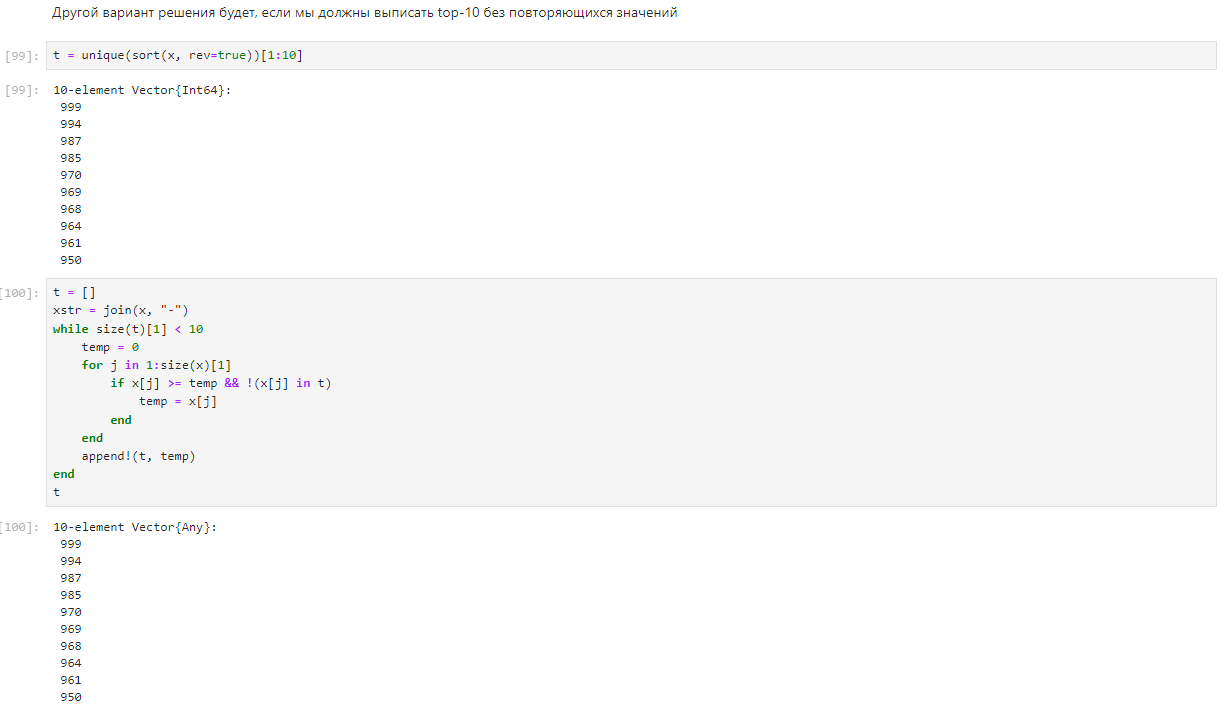 Другой вариант решения будет, если мы должны выписать top-10 без повторяющихся значений
[99]: t = unique(sort(x, rev=true))[1:10]
[99]: 10-element Vector{Int64}:
999
994
987
985
970
969
968
964
961
950
[100]: t = []
xstr = join(x, "-")
while size(t)[1] < 10
    temp = 0
    for j in 1:size(x)[1]
        if x[j] >= temp && !(x[j] in t)
            temp = x[j]
        end
    end
    append!(t, temp)
end
t
[100]: 10-element Vector{Any}:
999
994
987
985
970
969
968
964
961
950